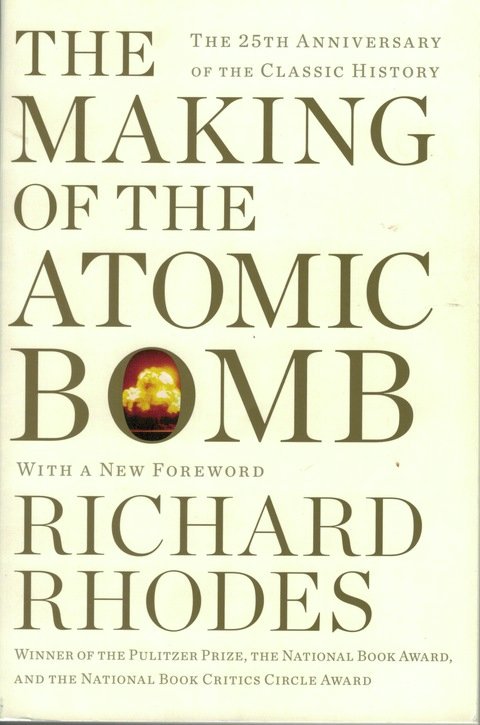 THE
THE 25TH ANNIVERSARY
OF THE CLASSIC HISTORY
MAKING
OF THE
ATOMIC
BOMB
WITH A NEW FOREWORD
RICHARD
RHODES
WINNER OF THE PULITZER PRIZE, THE NATIONAL BOOK AWARD,
AND THE NATIONAL BOOK CRITICS CIRCLE AWARD